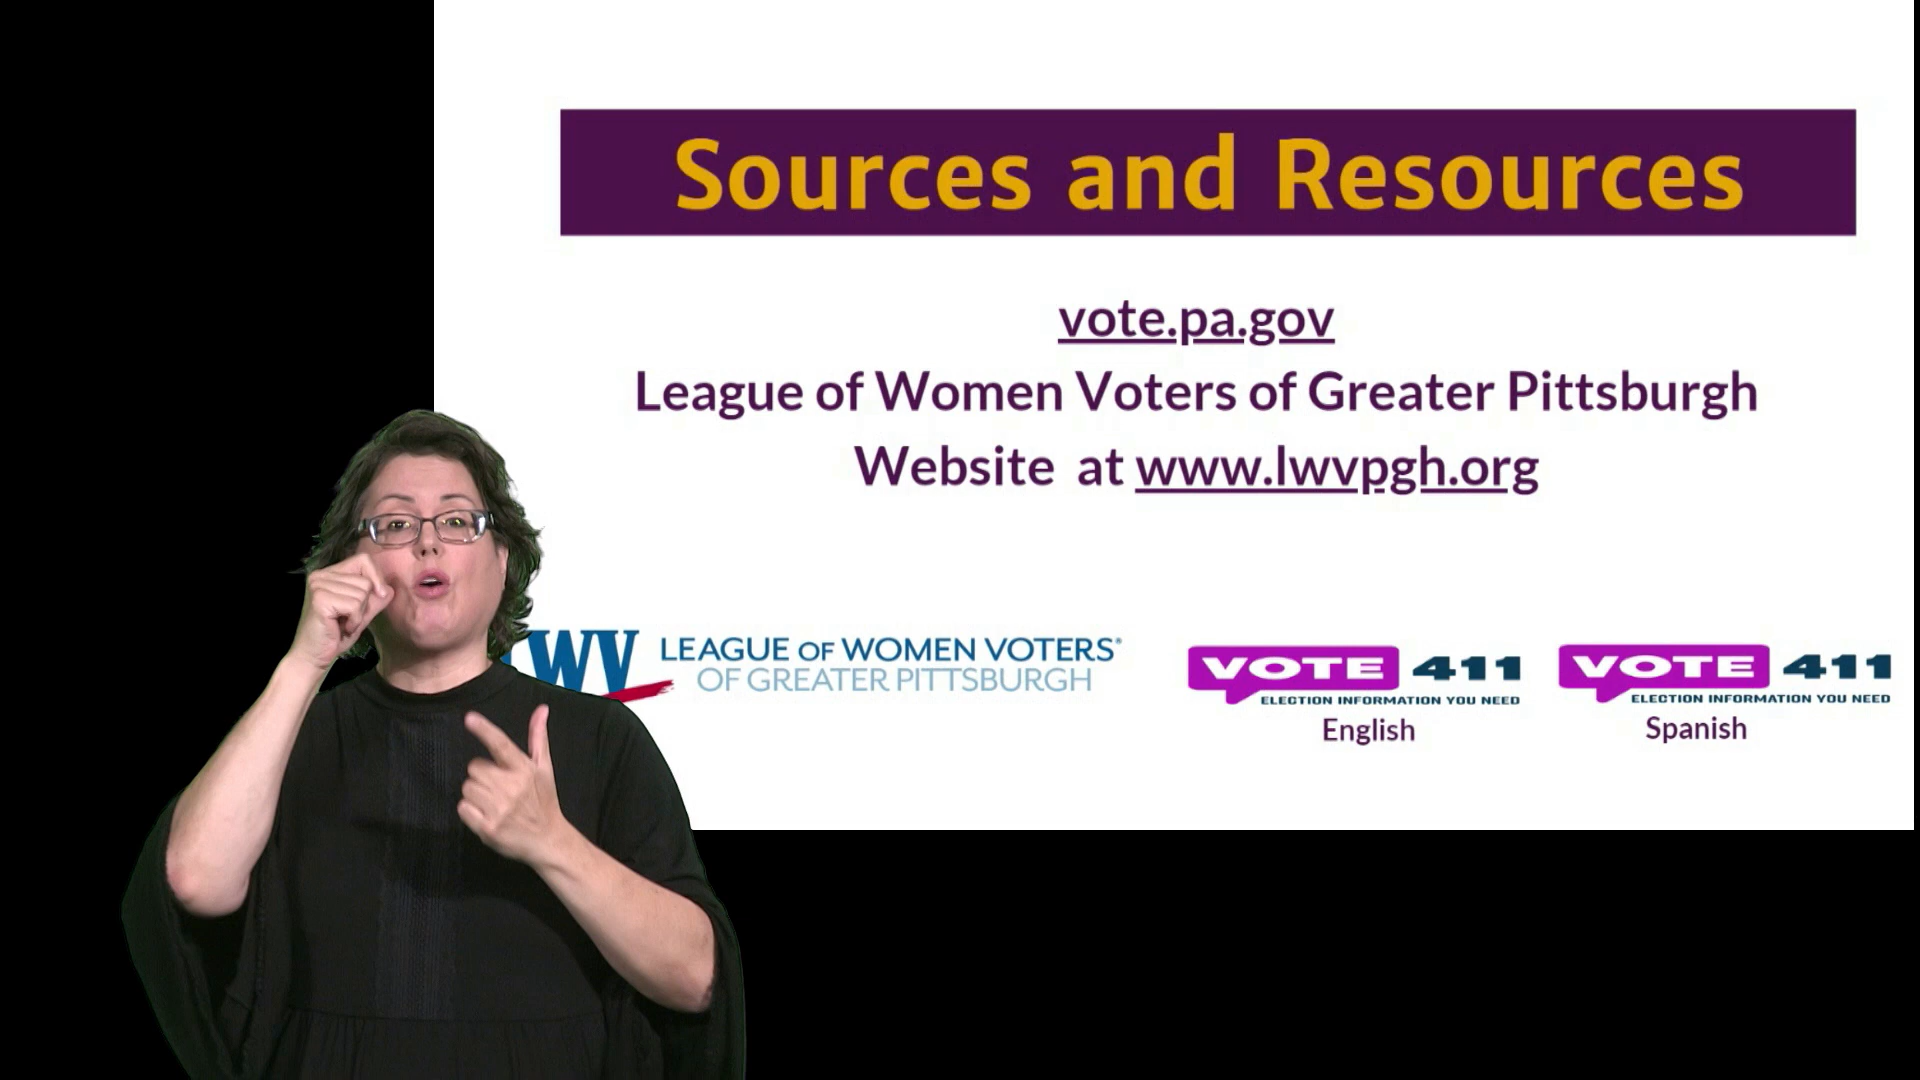 Sources and Resources
vote.pa.gov
League of Women Voters of Greater Pittsburgh
Website at www.lwvpgh.org
LWV LEAGUE OF WOMEN VOTERS®
OF GREATER PITTSBURGH
VOTE 411
ELECTION INFORMATION YOU NEED
English
VOTE 411
ELECTION INFORMATION YOU NEED
Spanish